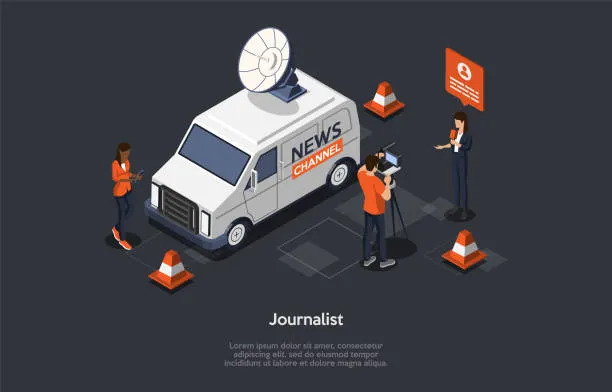 NEWS
CHANNEL
Journalist
Lorem ipsum dolor sit amet, consectetur
adipiscing elit, sed do eiusmod tempor
incididunt ut labore et dolore magna aliqua.